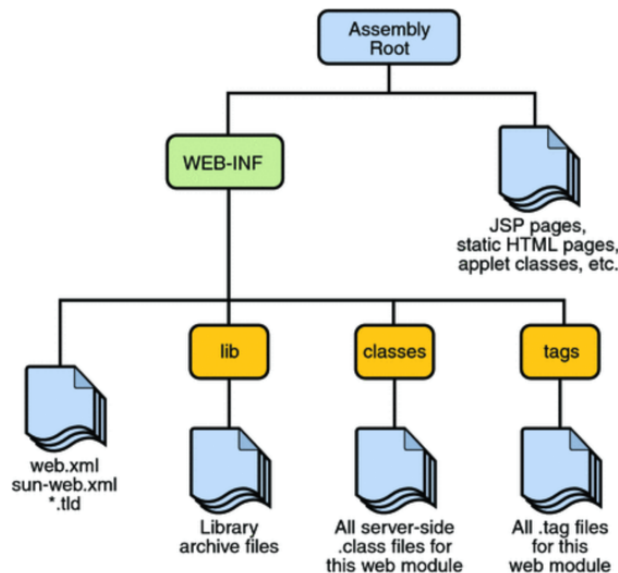 Assembly
Root
WEB-INF
JSP pages,
static HTML pages,
applet classes, etc.
lib
classes
tags
web.xml
sun-web.xml
*.tld
Library
archive files
All server-side
.class files for
this web module
All .tag files
for this
web module